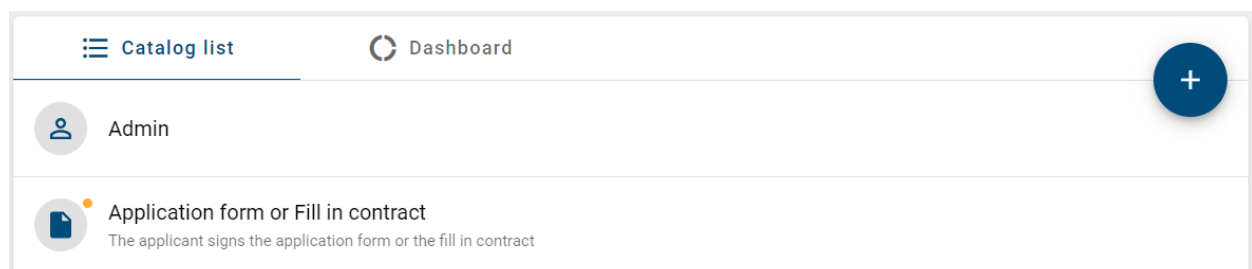 Catalog list
Dashboard
+
Admin
Application form or Fill in contract
The applicant signs the application form or the fill in contract